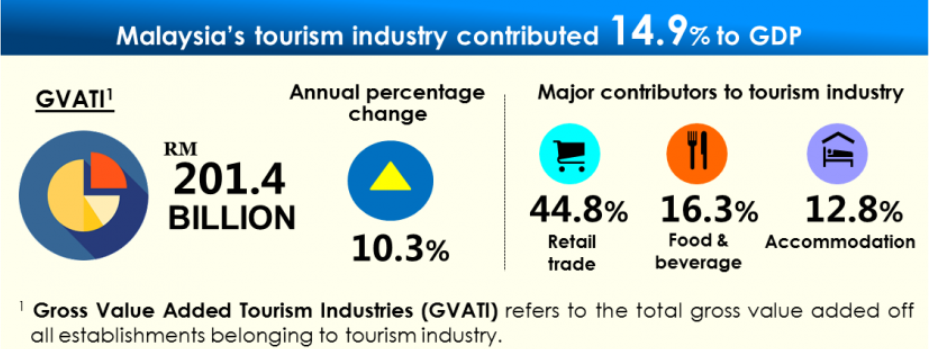 Malaysia's tourism industry contributed 14.9% to GDP
GVATI¹
RM
201.4
BILLION
Annual percentage
change
10.3%
Major contributors to tourism industry
44.8%
Retail
trade
16.3%
Food &
beverage
12.8%
Accommodation
¹ Gross Value Added Tourism Industries (GVATI) refers to the total gross value added off
all establishments belonging to tourism industry.